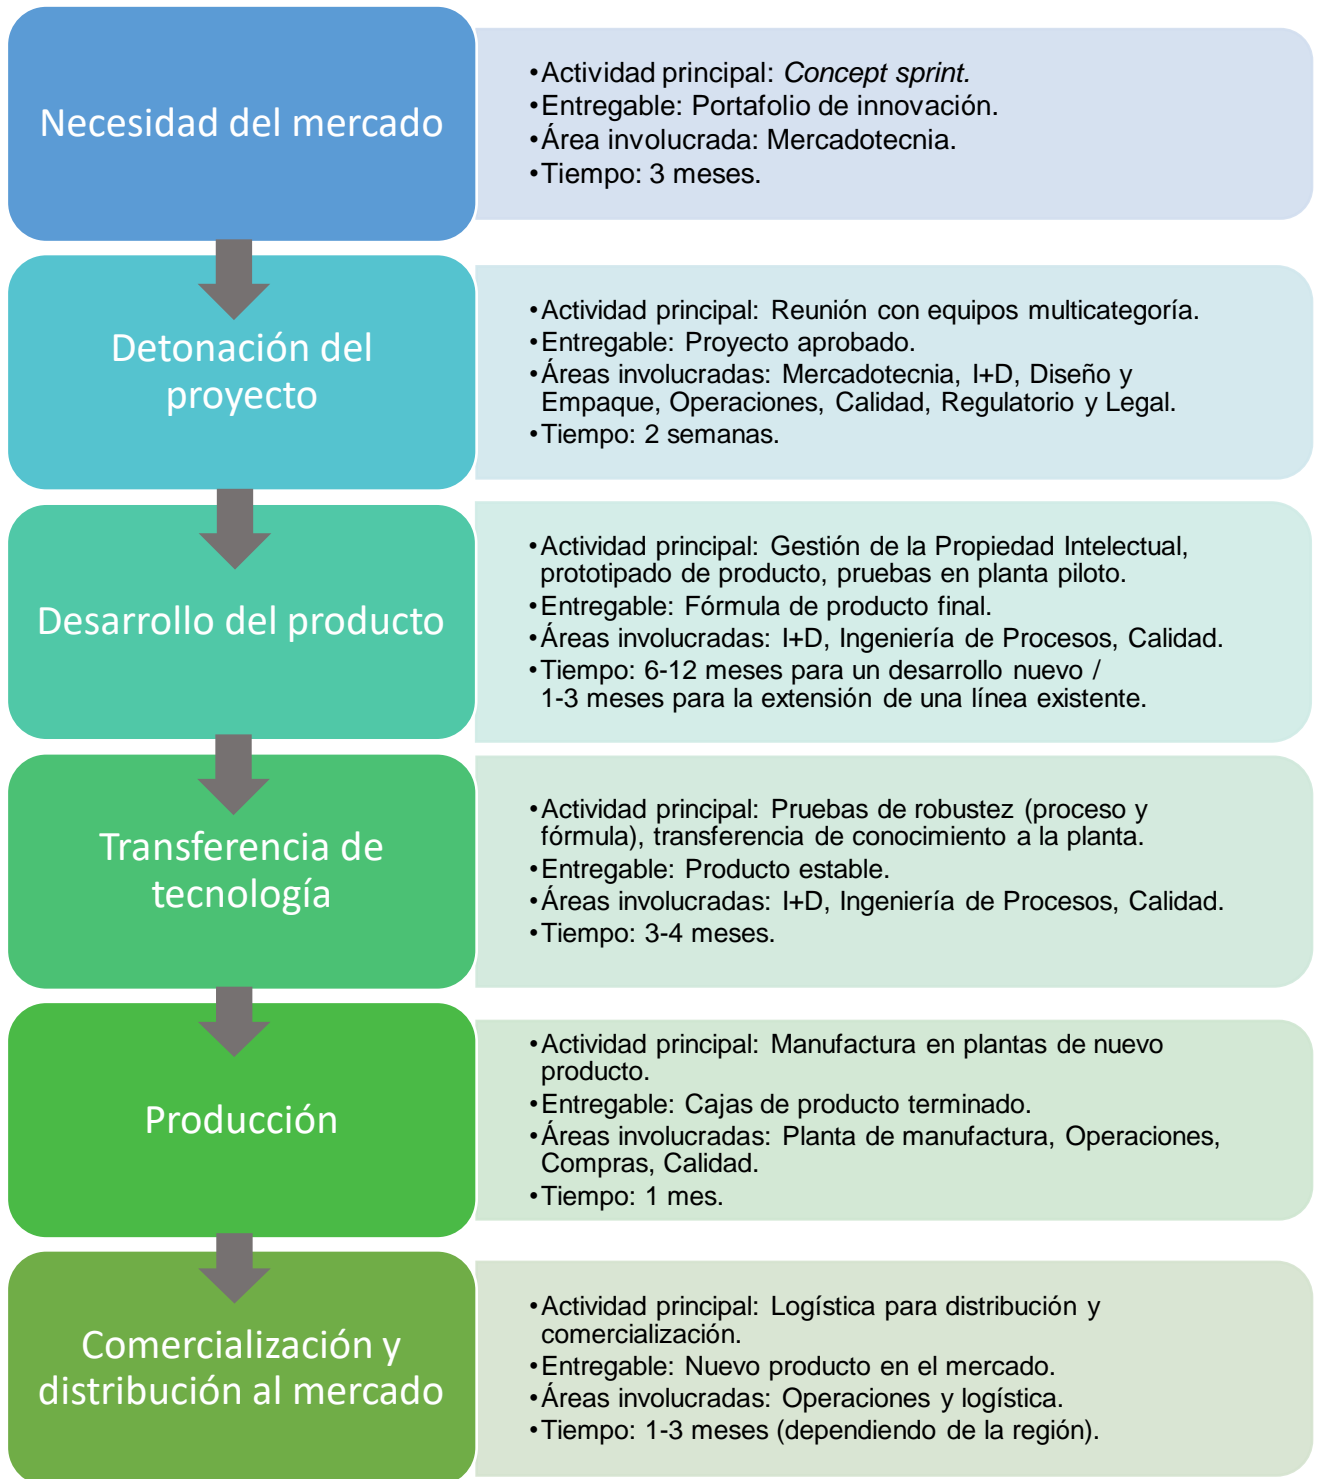 Necesidad del mercado
•Actividad principal: Concept sprint.
•Entregable: Portafolio de innovación.
•Área involucrada: Mercadotecnia.
•Tiempo: 3 meses.
Detonación del
proyecto
•Actividad principal: Reunión con equipos multicategoría.
•Entregable: Proyecto aprobado.
•Áreas involucradas: Mercadotecnia, I+D, Diseño y
Empaque, Operaciones, Calidad, Regulatorio y Legal.
•Tiempo: 2 semanas.
Desarrollo del producto
•Actividad principal: Gestión de la Propiedad Intelectual,
prototipado de producto, pruebas en planta piloto.
•Entregable: Fórmula de producto final.
•Áreas involucradas: I+D, Ingeniería de Procesos, Calidad.
•Tiempo: 6-12 meses para un desarrollo nuevo /
1-3 meses para la extensión de una línea existente.
Transferencia de
tecnología
•Actividad principal: Pruebas de robustez (proceso y
fórmula), transferencia de conocimiento a la planta.
•Entregable: Producto estable.
•Áreas involucradas: I+D, Ingeniería de Procesos, Calidad.
•Tiempo: 3-4 meses.
Producción
•Actividad principal: Manufactura en plantas de nuevo
producto.
•Entregable: Cajas de producto terminado.
•Áreas involucradas: Planta de manufactura, Operaciones,
Compras, Calidad.
•Tiempo: 1 mes.
Comercialización y
distribución al mercado
•Actividad principal: Logística para distribución y
comercialización.
•Entregable: Nuevo producto en el mercado.
•Áreas involucradas: Operaciones y logística.
•Tiempo: 1-3 meses (dependiendo de la región).